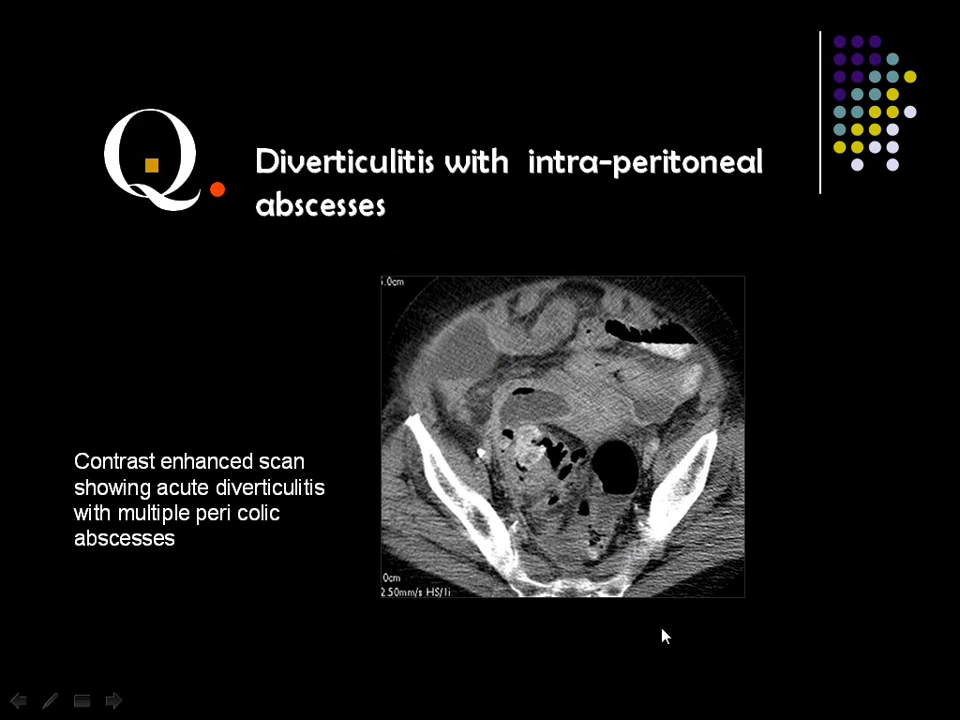 Q.
Diverticulitis with intra-peritoneal
abscesses
.0cm
Contrast enhanced scan
showing acute diverticulitis
with multiple peri colic
abscesses
0cm
2.50mm/s HS/1i